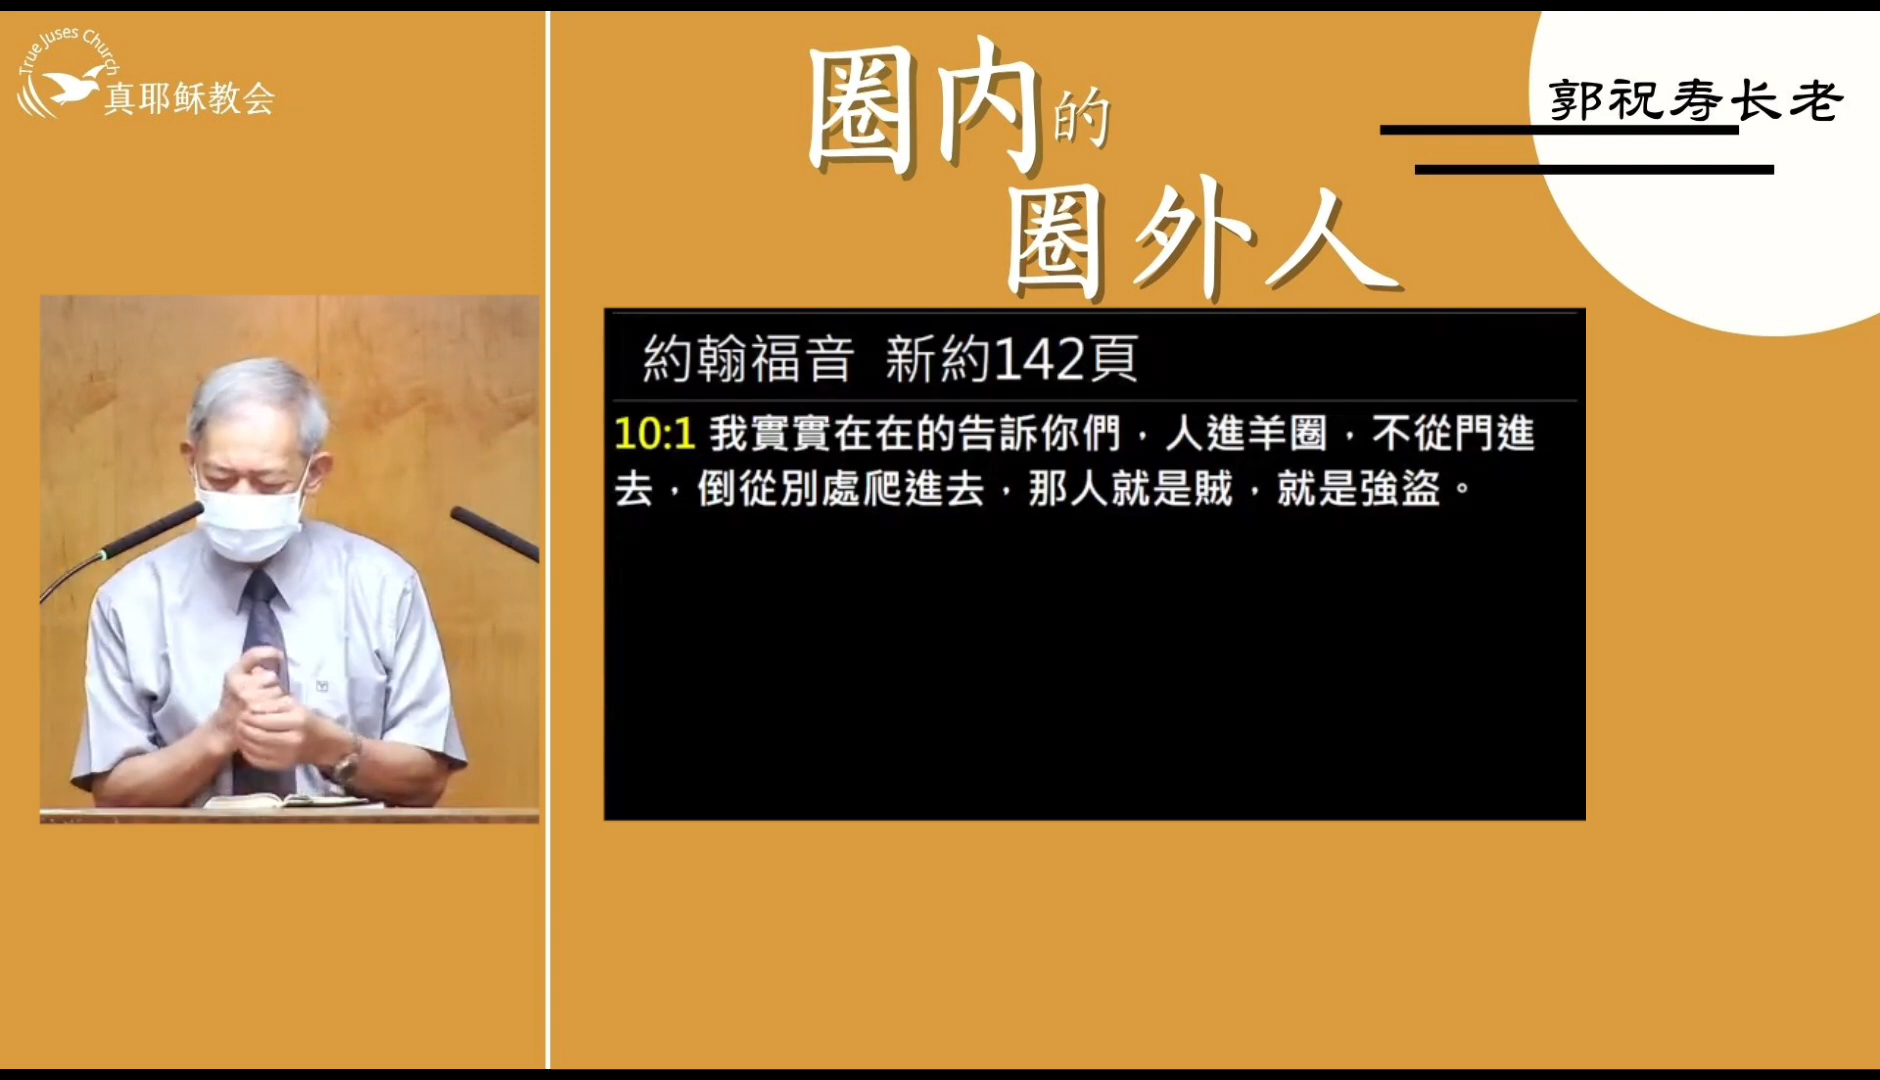 True Juses Church
真耶稣教会
圈内的
圈外人
郭祝寿长老
約翰福音 新約142頁
10:1 我實實在在的告訴你們，人進羊圈，不從門進
去，倒從別處爬進去，那人就是賊，就是強盜。